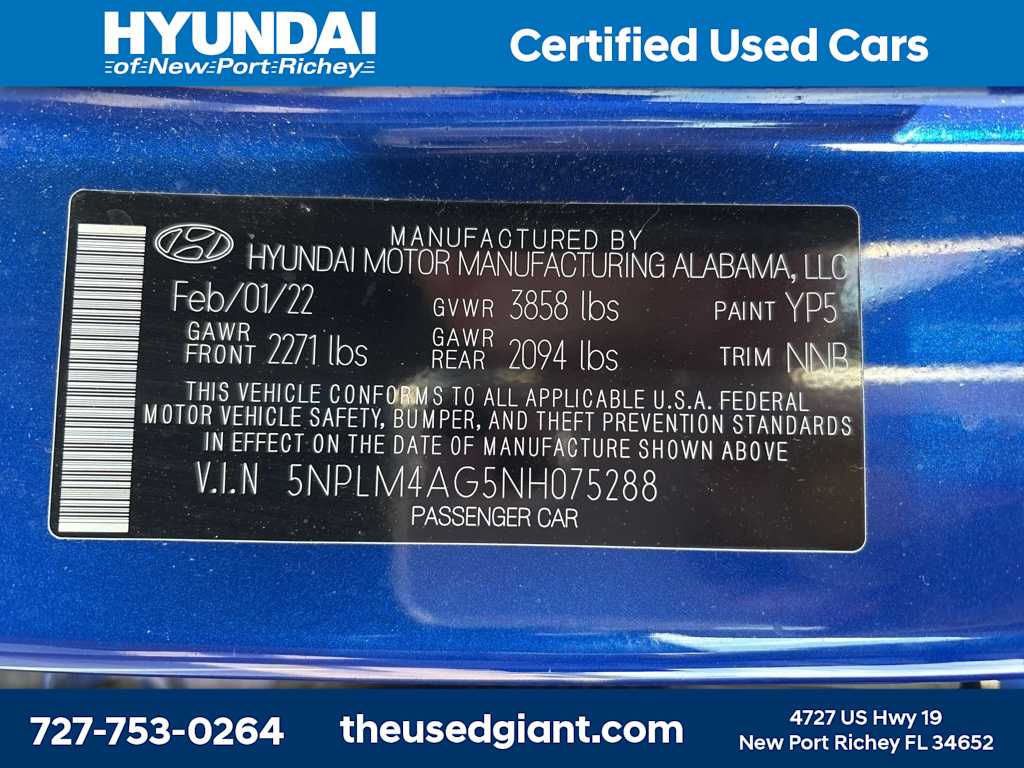 HYUNDAI
of New Port Richey
Certified Used Cars
MANUFACTURED BY
HYUNDAI MOTOR MANUFACTURING ALABAMA, LLC
Feb/01/22 GVWR 3858 lbs PAINT YP5
GAWR FRONT 2271 lbs GAWR REAR 2094 lbs TRIM NNB
THIS VEHICLE CONFORMS TO ALL APPLICABLE U.S.A. FEDERAL
MOTOR VEHICLE SAFETY, BUMPER, AND THEFT PREVENTION STANDARDS
IN EFFECT ON THE DATE OF MANUFACTURE SHOWN ABOVE
V.I.N 5NPLM4AG5NH075288
PASSENGER CAR
727-753-0264
theusedgiant.com
4727 US Hwy 19
New Port Richey FL 34652